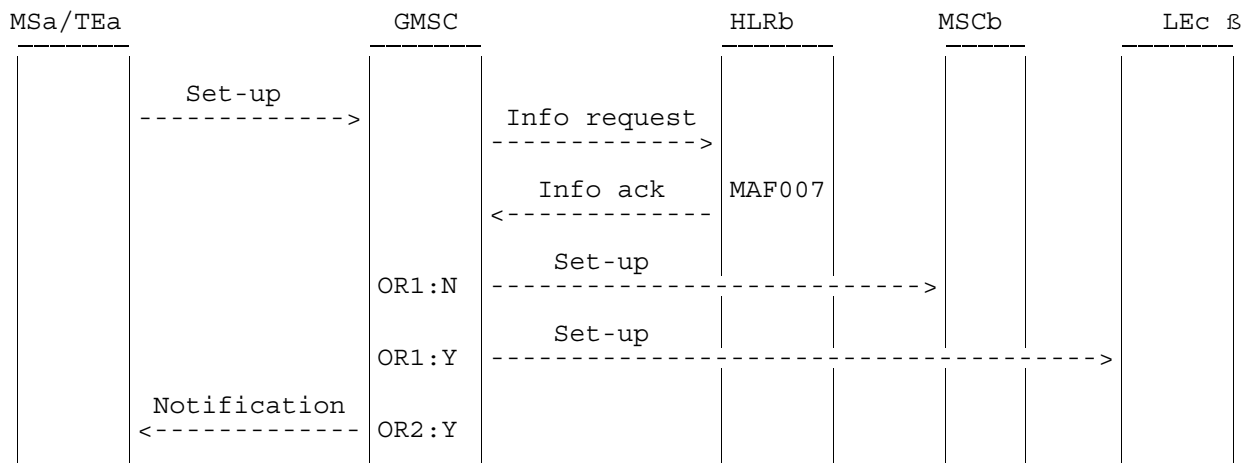 MSa/TEa GMSC HLRb MSCb LEc ß
Set-up
Info request
Info ack MAF007
Set-up
OR1:N
Set-up
OR1:Y
Notification
OR2:Y